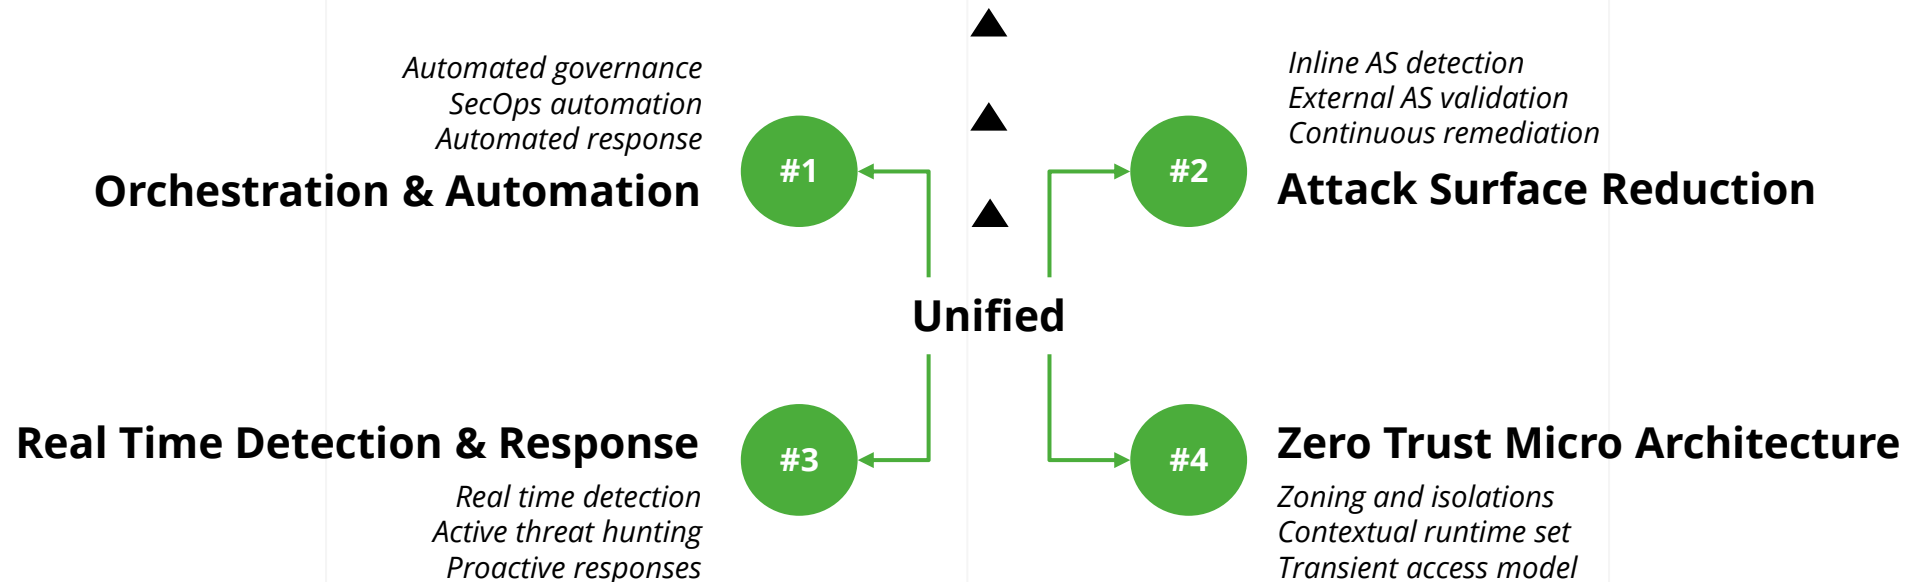 Automated governance
SecOps automation
Automated response
#1
Orchestration & Automation
Inline AS detection
External AS validation
Continuous remediation
#2
Attack Surface Reduction
Unified
Real Time Detection & Response
#3
Real time detection
Active threat hunting
Proactive responses
#4
Zero Trust Micro Architecture
Zoning and isolations
Contextual runtime set
Transient access model